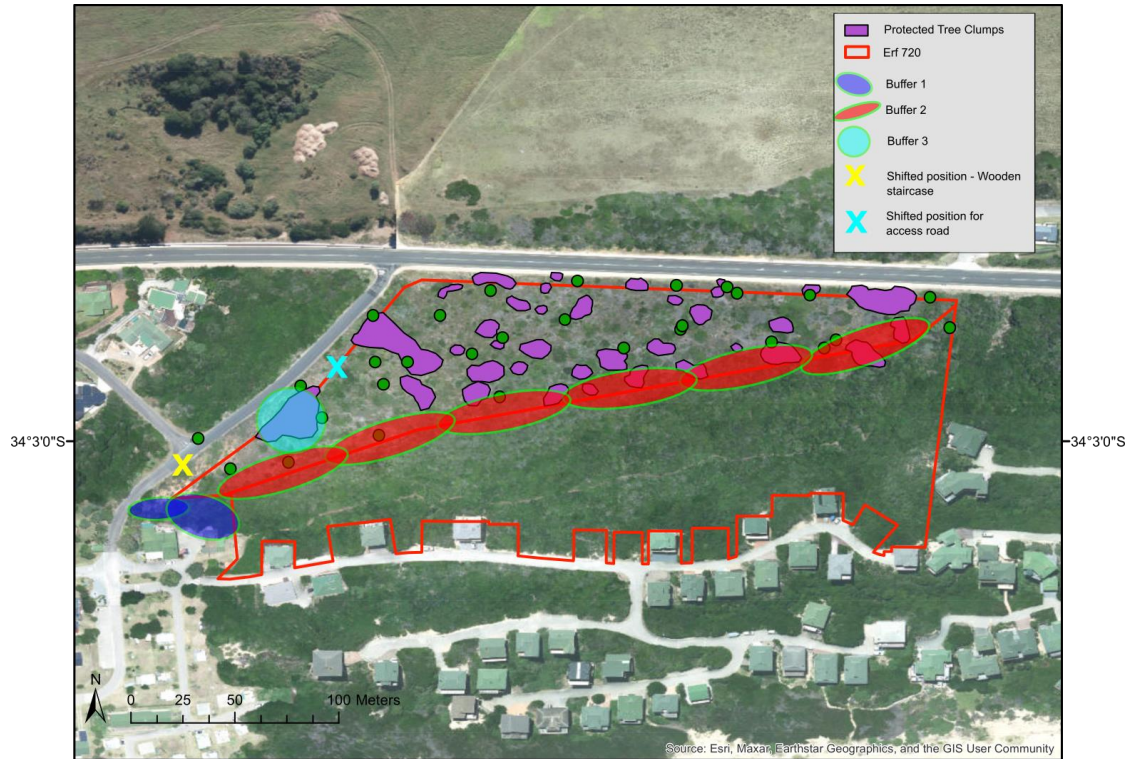 Protected Tree Clumps
Erf 720
Buffer 1
Buffer 2
Buffer 3
X Shifted position - Wooden
staircase
X Shifted position for
access road
X
X
34°3'0"S
34°3'0"S
N
0 25 50 100 Meters
Source: Esri, Maxar, Earthstar Geographics, and the GIS User Community